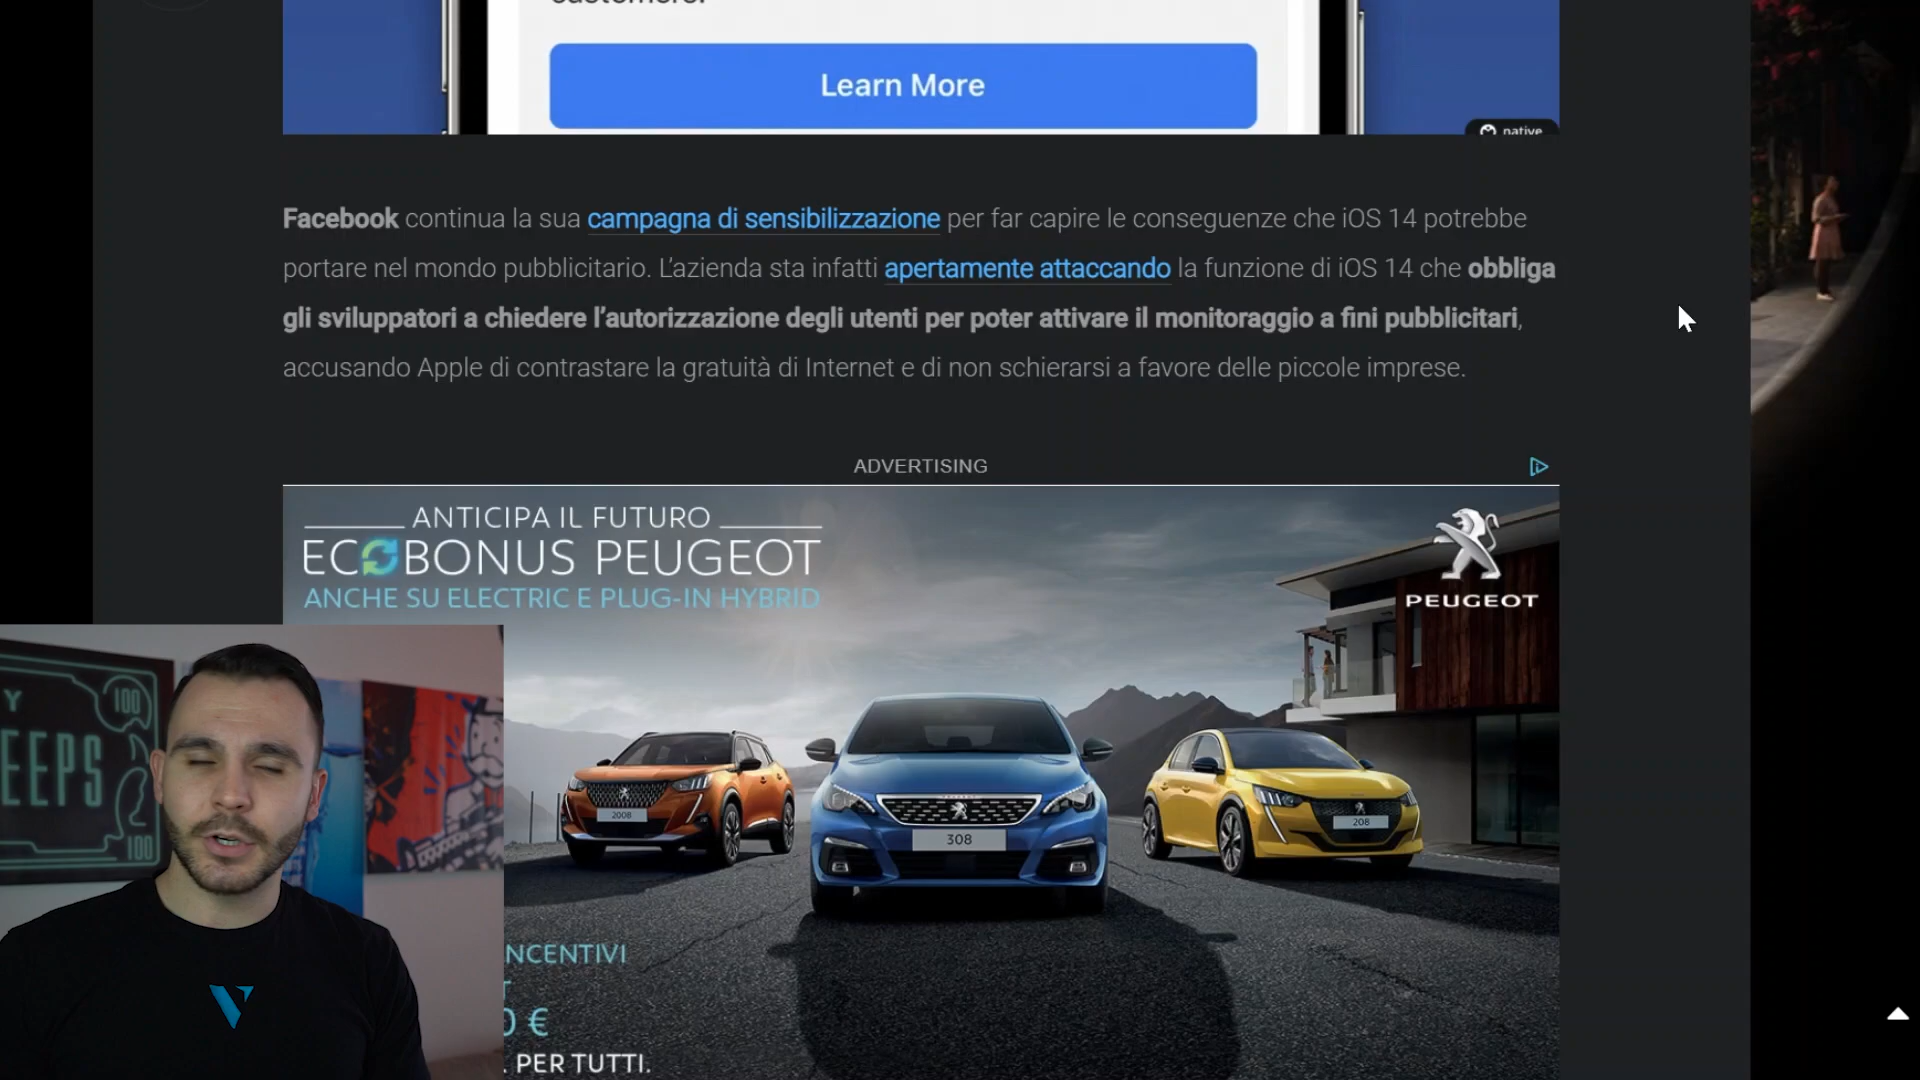 Learn More
native
Facebook continua la sua campagna di sensibilizzazione per far capire le conseguenze che iOS 14 potrebbe
portare nel mondo pubblicitario. L'azienda sta infatti apertamente attaccando la funzione di iOS 14 che obbliga
gli sviluppatori a chiedere l'autorizzazione degli utenti per poter attivare il monitoraggio a fini pubblicitari,
accusando Apple di contrastare la gratuità di Internet e di non schierarsi a favore delle piccole imprese.
ADVERTISING
ANTICIPA IL FUTURO
ECOBONUS PEUGEOT
ANCHE SU ELECTRIC E PLUG-IN HYBRID
PEUGEOT
Y
100
EEPS
100
2008
308
208
NCENTIVI
0 €
. PER TUTTI.